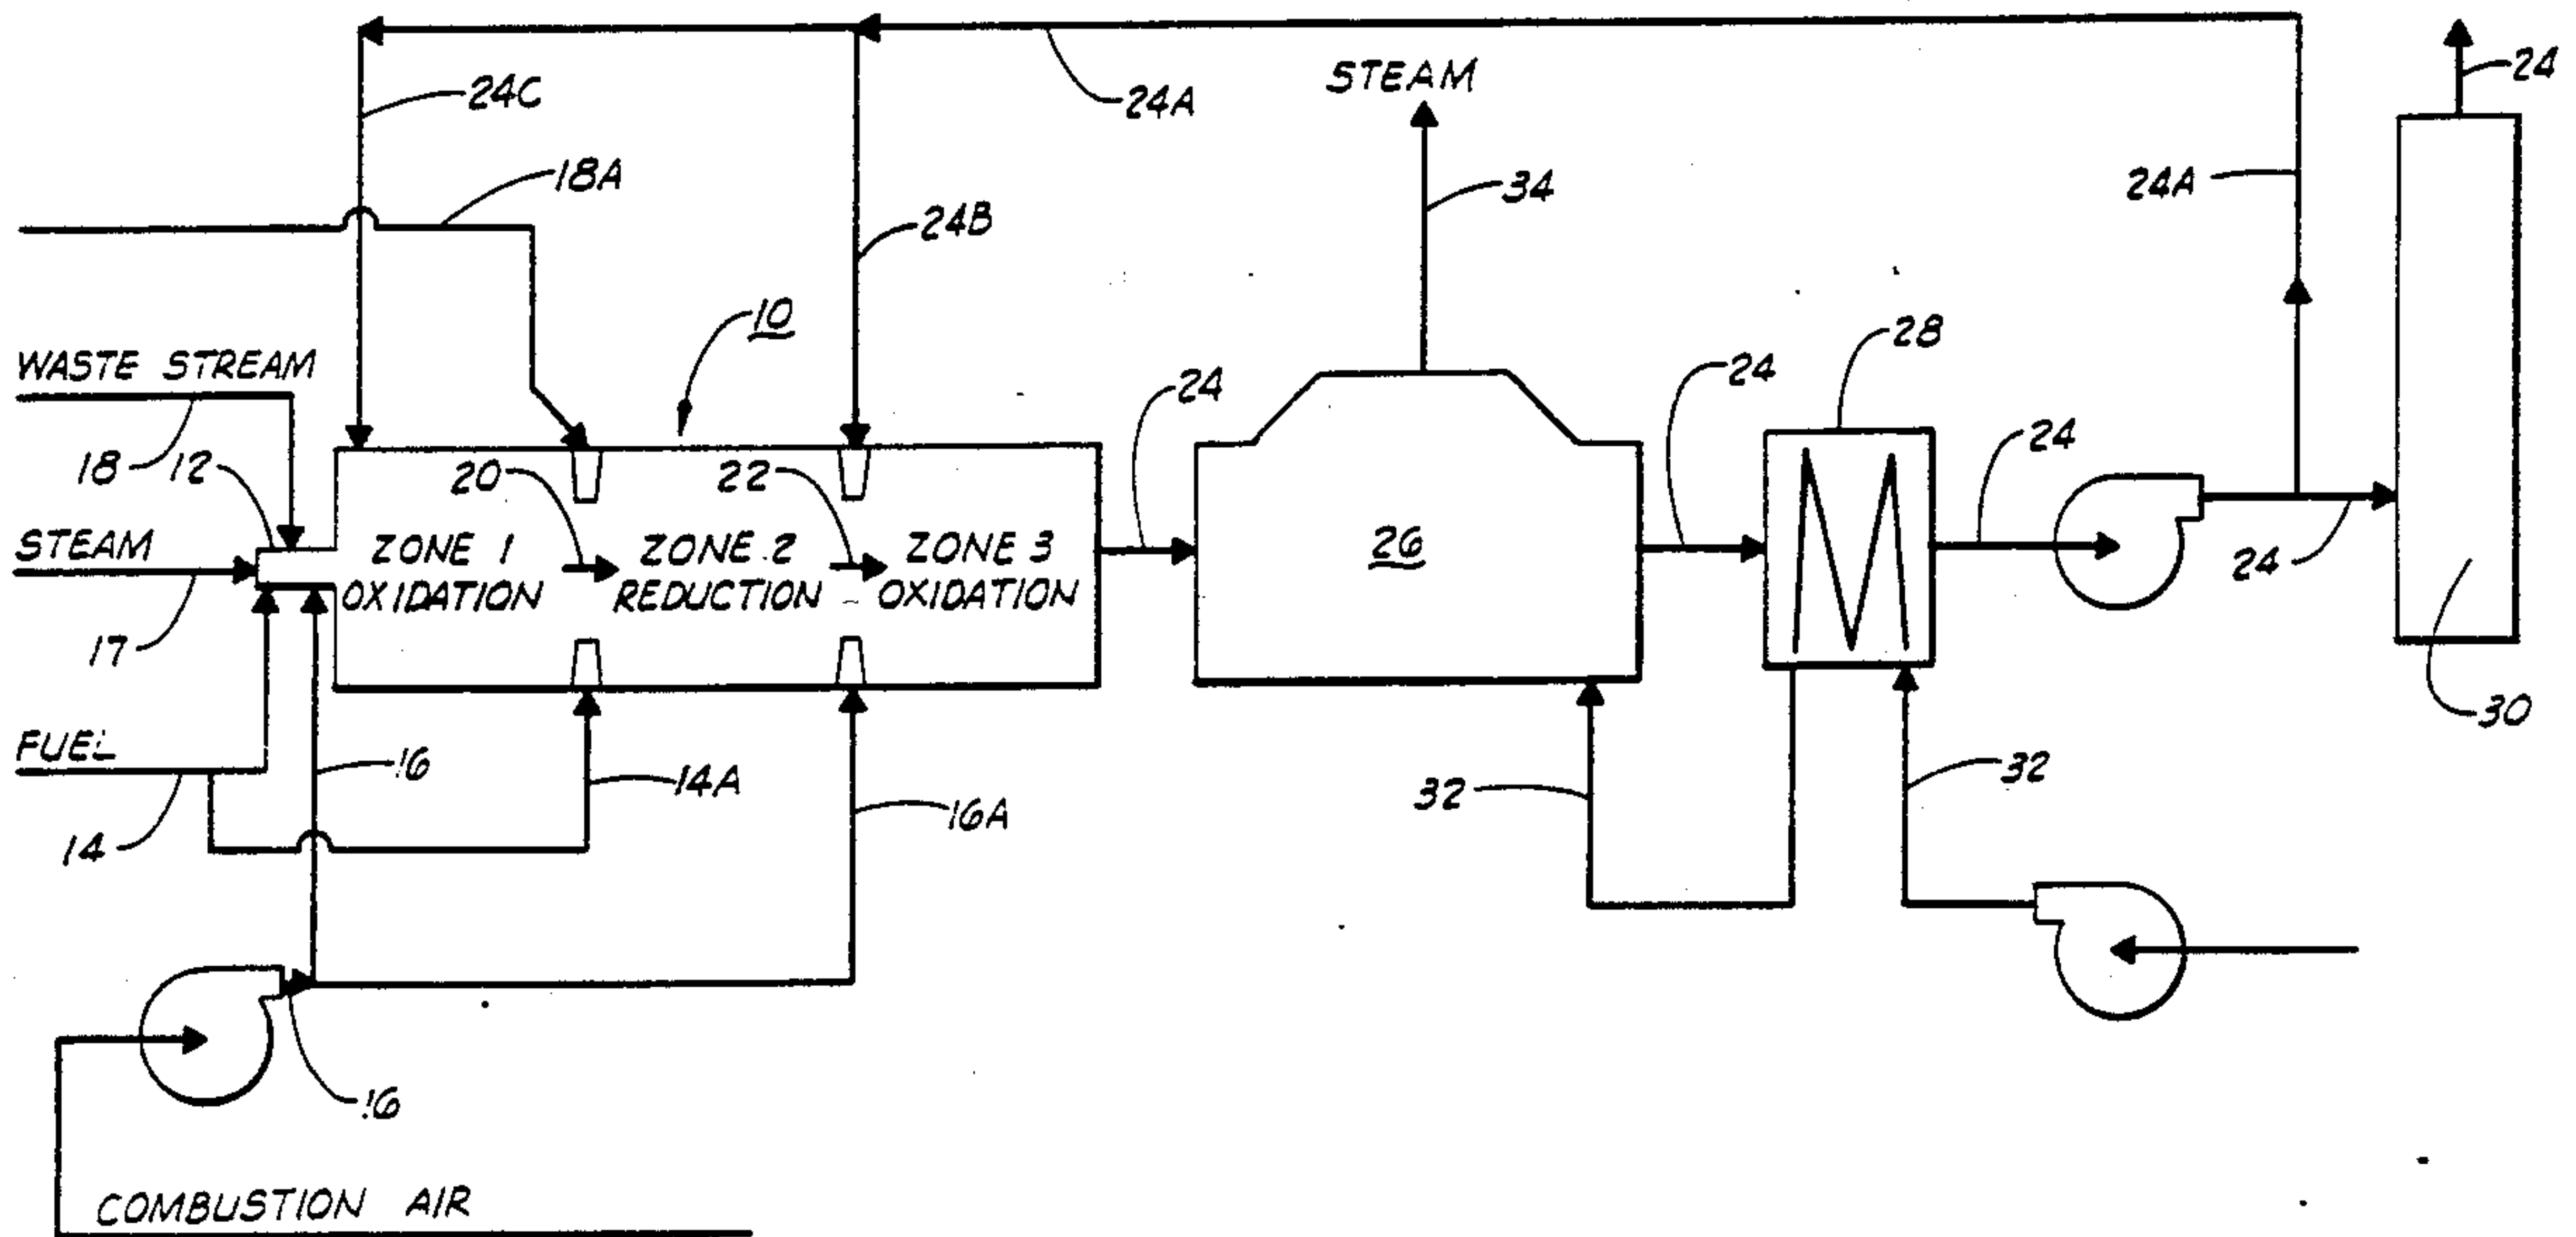 24
STEAM
24C
24A
18A
34
24A
24B
10
28
WASTE STREAM
24
24
24
18
12
20
22
STEAM
ZONE 1
OXIDATION
ZONE 2
REDUCTION
ZONE 3
OXIDATION
26
24
17
30
FUEL
16
14A
32
32
14
16A
16
COMBUSTION AIR